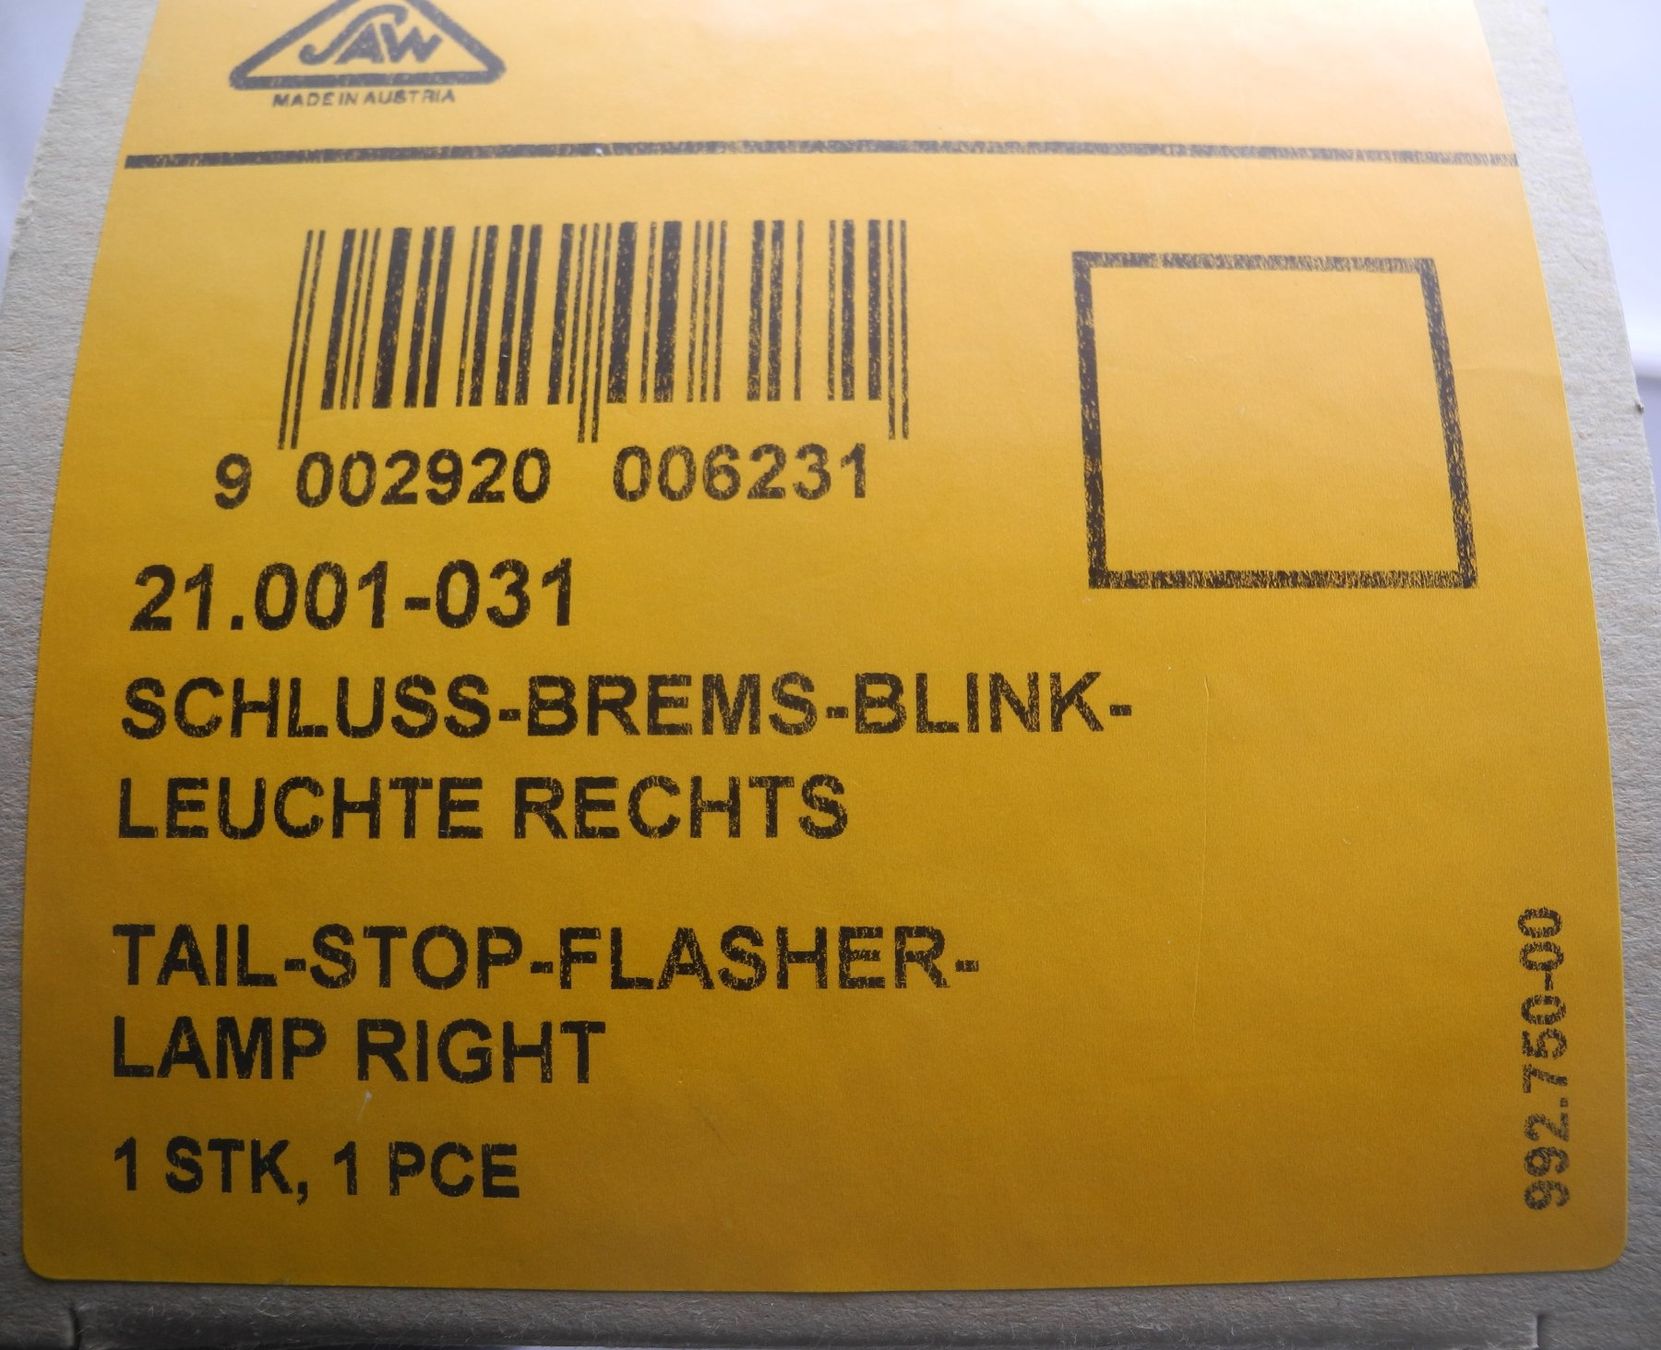 SAW
MADE IN AUSTRIA
9 002920 006231
21.001-031
SCHLUSS-BREMS-BLINK-
LEUCHTE RECHTS
TAIL-STOP-FLASHER-
LAMP RIGHT
1 STK, 1 PCE
992.750-00